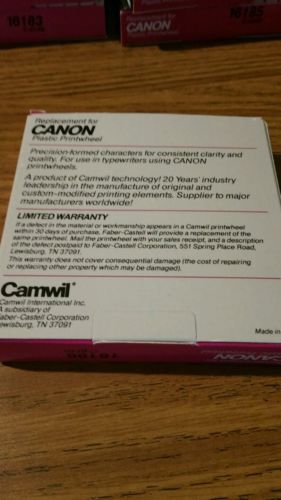 16183
16185
CANON
Replacement for
CANON
Plastic Printwheel
Precision-formed characters for consistent clarity and
quality. For use in typewriters using CANON
printwheels.
A product of Camwil technology! 20 Years' industry
leadership in the manufacture of original and
custom-modified printing elements. Supplier to major
manufacturers worldwide!
LIMITED WARRANTY
If a defect in the material or workmanship appears in a Camwil printwheel
within 30 days of purchase, Faber-Castell will provide a replacement of the
same printwheel. Mail the printwheel with your sales receipt, and a description
of the defect postpaid to Faber-Castell Corporation, 551 Spring Place Road,
Lewisburg, TN 37091.
This warranty does not cover consequential damage (the cost of repairing
or replacing other property which may be damaged).
Camwil®
Camwil International Inc.
A subsidiary of
Faber-Castell Corporation
Lewisburg, TN 37091
Made in
CANON